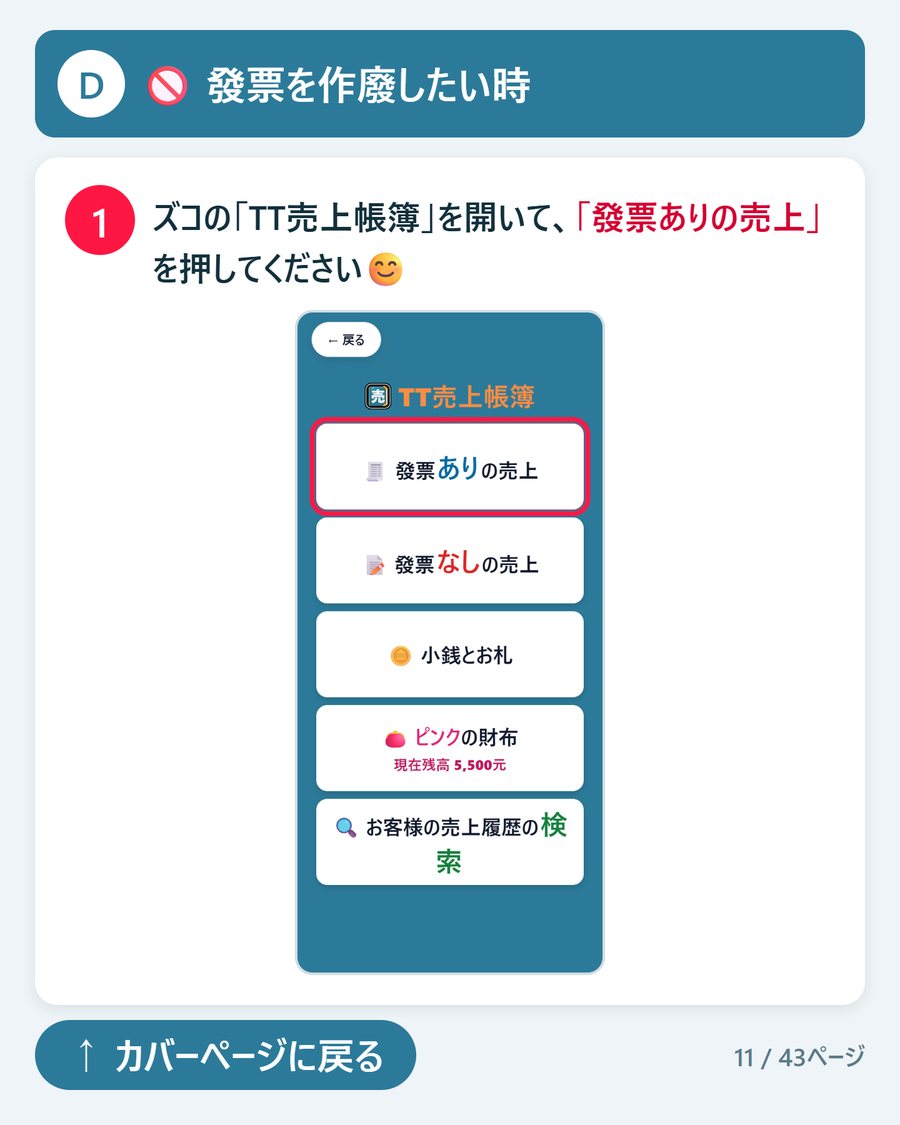 D 🚫 發票を作廢したい時
1 ズコの「TT売上帳簿」を開いて、「發票ありの売上」
を押してください😊
← 戻る
売 TT売上帳簿
發票ありの売上
發票なしの売上
小銭とお札
ピンクの財布
現在残高 5,500元
お客様の売上履歴の検
索
↑ カバーページに戻る
11 / 43ページ